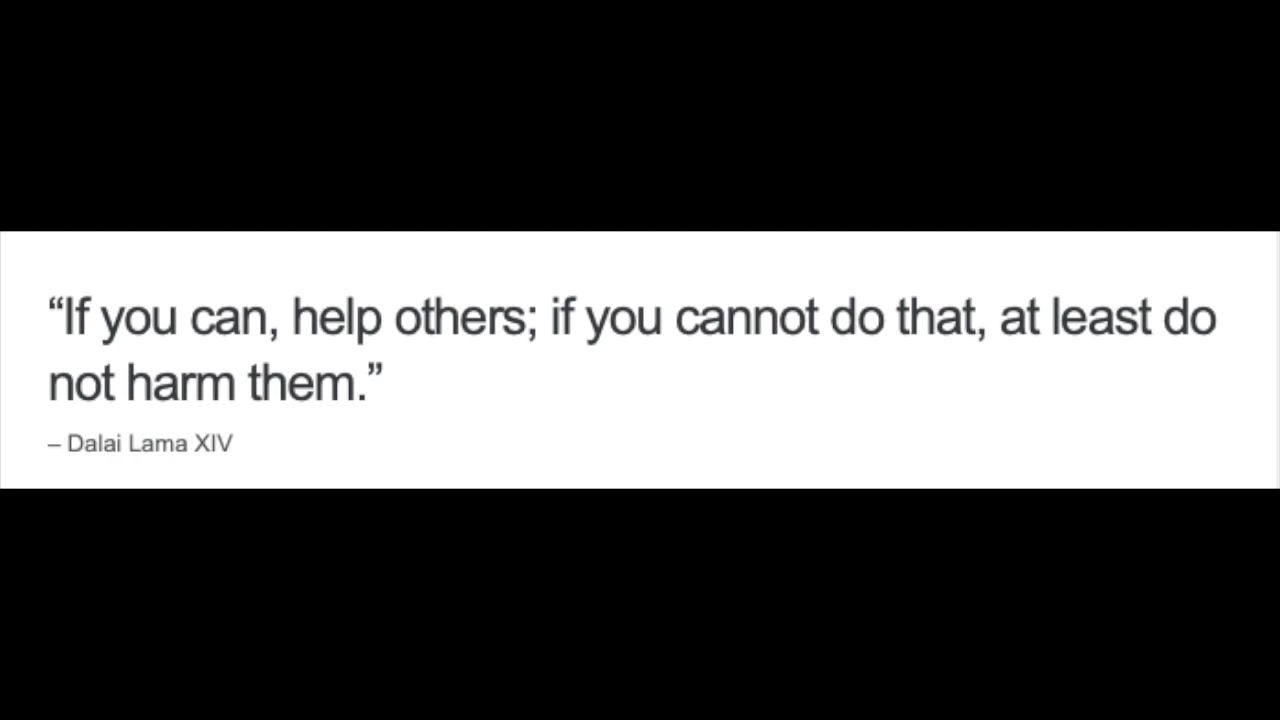 “If you can, help others; if you cannot do that, at least do
not harm them.”
– Dalai Lama XIV